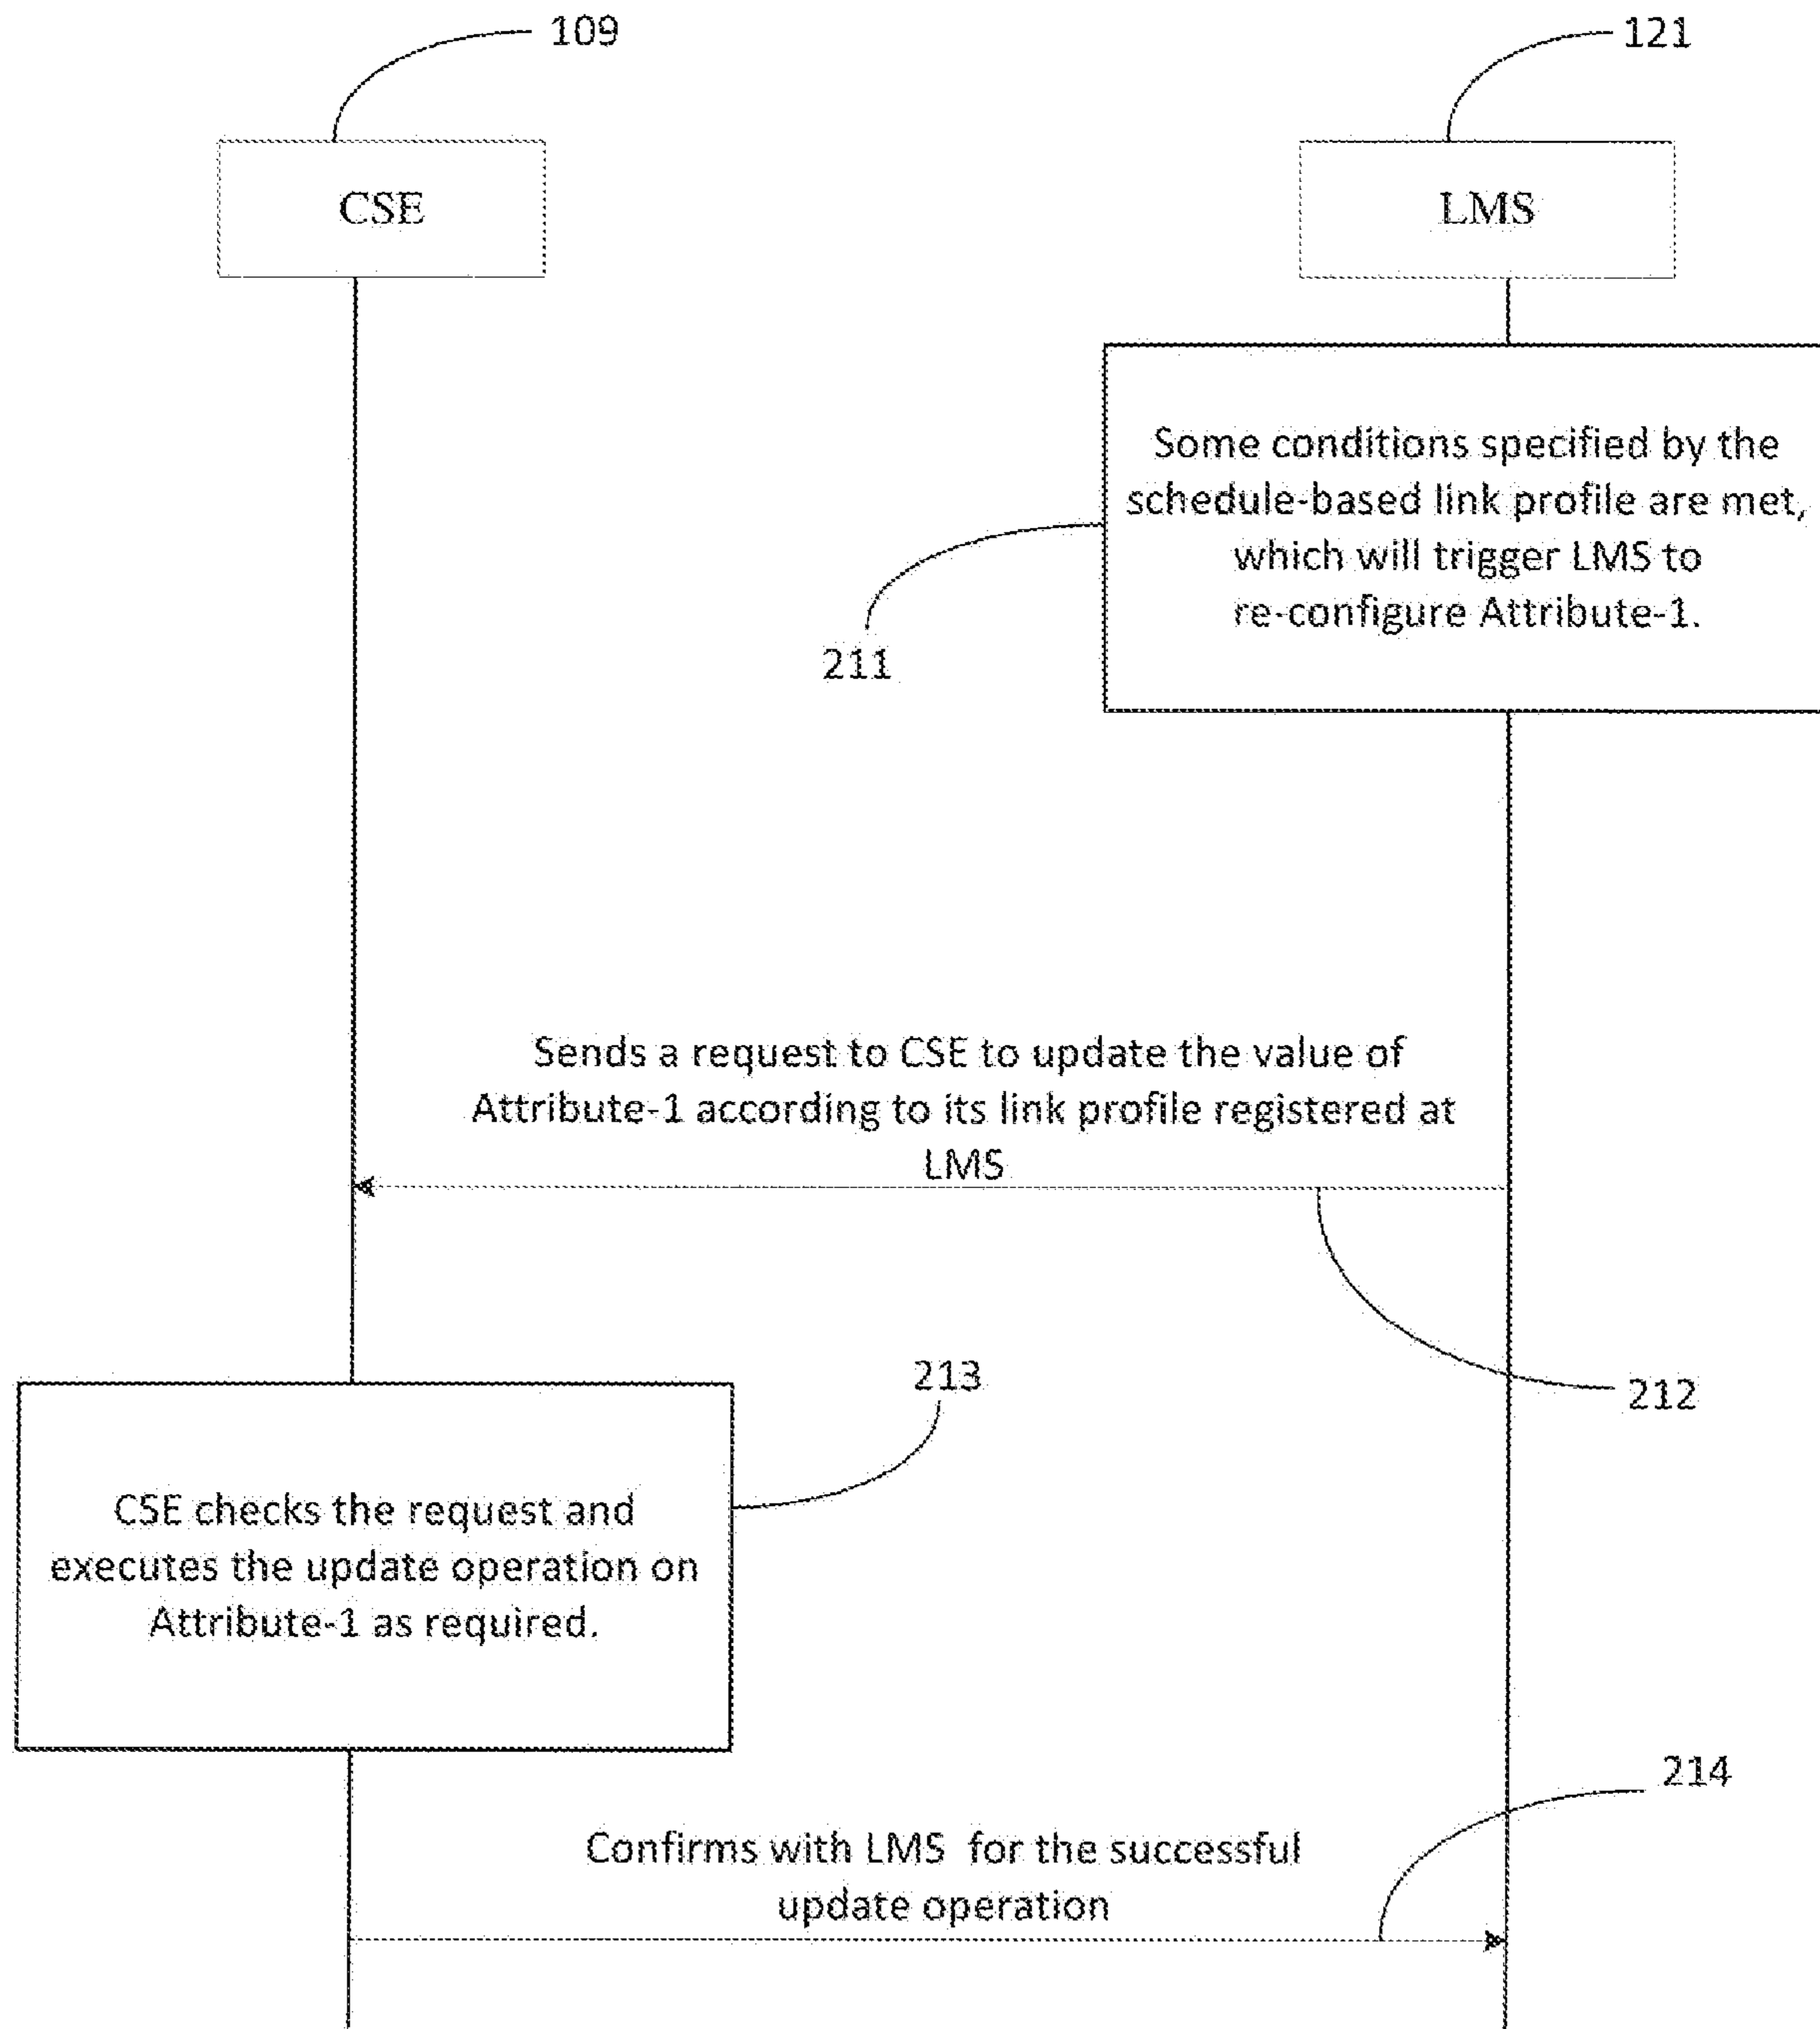 109
121
CSE
LMS
Some conditions specified by the
schedule-based link profile are met,
which will trigger LMS to
re-configure Attribute-1.
211
Sends a request to CSE to update the value of
Attribute-1 according to its link profile registered at
LMS
212
213
CSE checks the request and
executes the update operation on
Attribute-1 as required.
214
Confirms with LMS for the successful
update operation